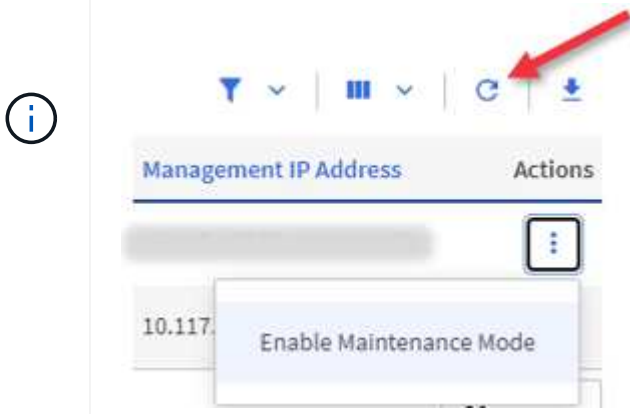 Management IP Address Actions
10.117.
Enable Maintenance Mode